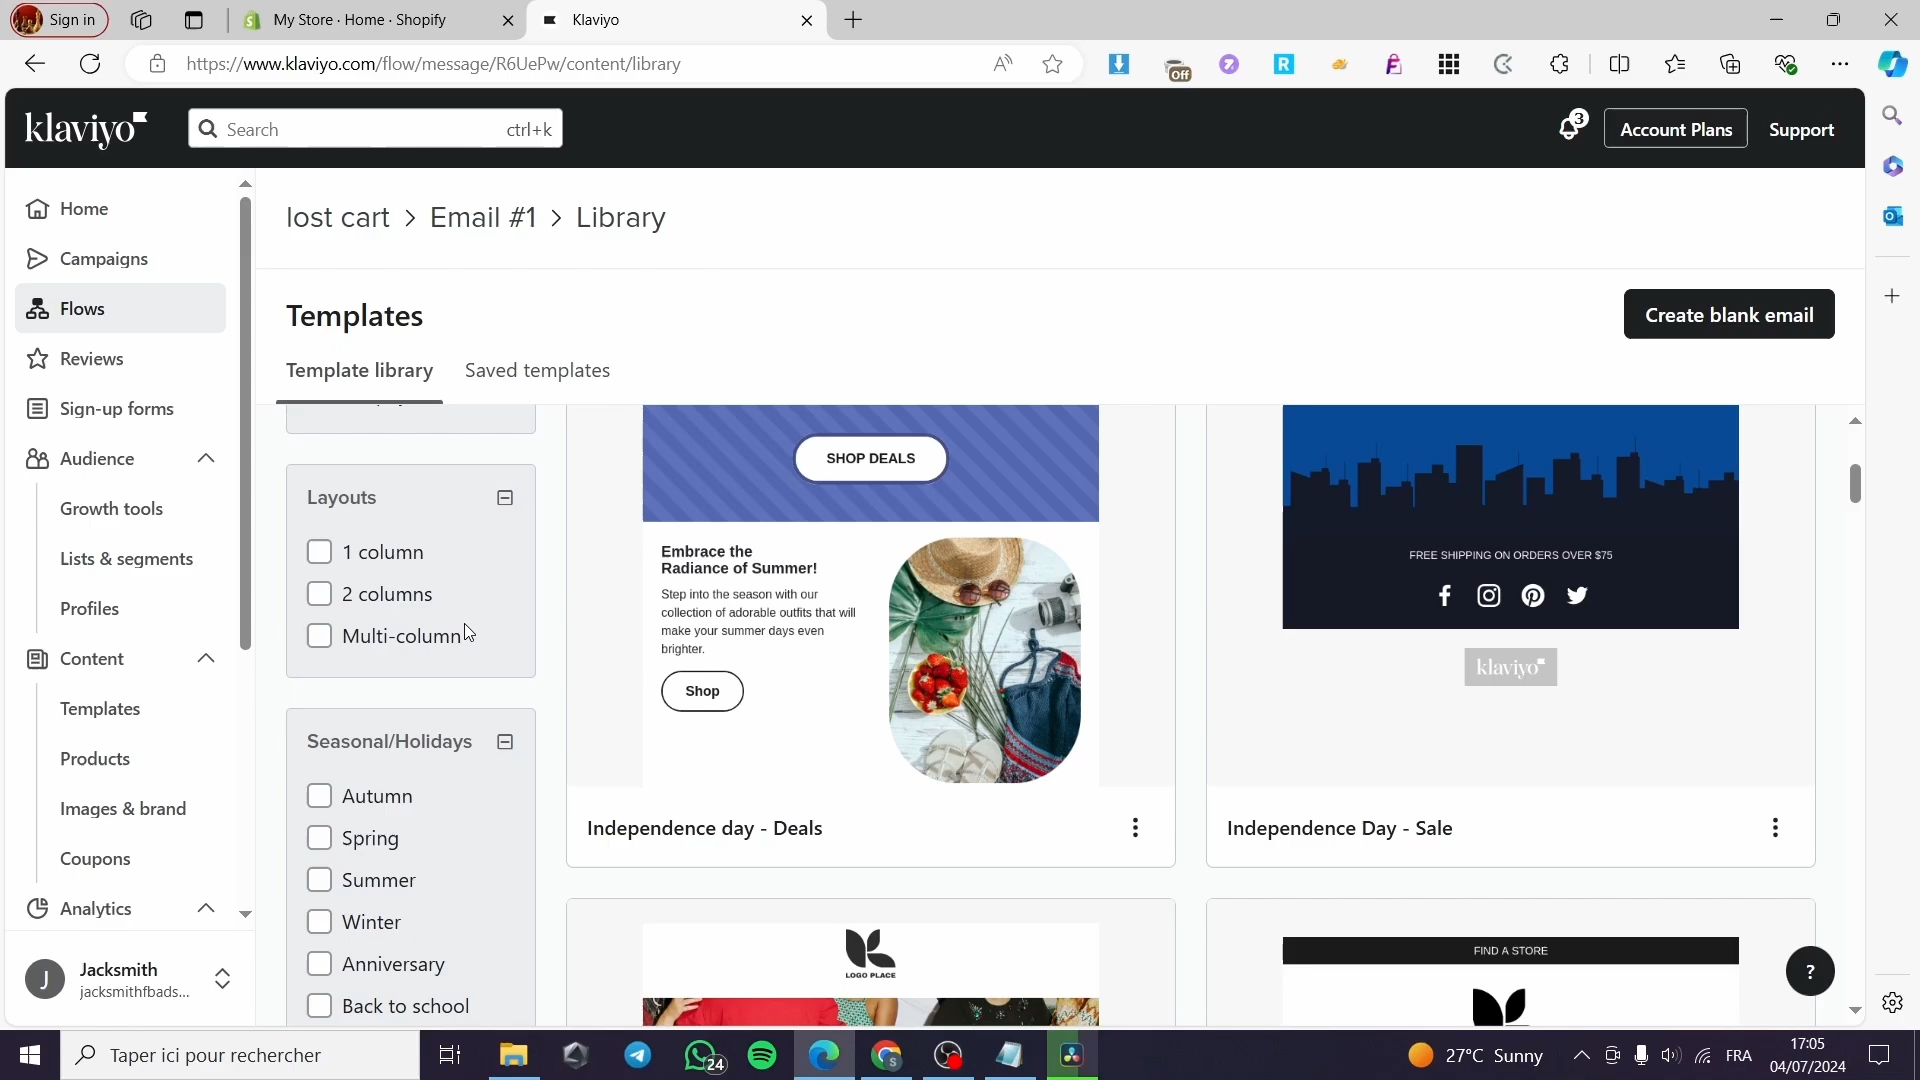 Sign in
My Store · Home · Shopify
Klaviyo
https://www.klaviyo.com/flow/message/R6UePw/content/library
Off
klaviyo
Search
ctrl+k
3
Account Plans
Support
Home
Campaigns
Flows
Reviews
Sign-up forms
Audience
Growth tools
Lists & segments
Profiles
Content
Templates
Products
Images & brand
Coupons
Analytics
J
Jacksmith
jacksmithfbads...
lost cart > Email #1 > Library
Templates
Create blank email
Template library
Saved templates
Layouts
1 column
2 columns
Multi-column
Seasonal/Holidays
Autumn
Spring
Summer
Winter
Anniversary
Back to school
SHOP DEALS
Embrace the
Radiance of Summer!
Step into the season with our
collection of adorable outfits that will
make your summer days even
brighter.
Shop
Independence day - Deals
FREE SHIPPING ON ORDERS OVER $75
klaviyo
Independence Day - Sale
LOGO PLACE
FIND A STORE
?
Taper ici pour rechercher
24
27°C Sunny
FRA
17:05
04/07/2024